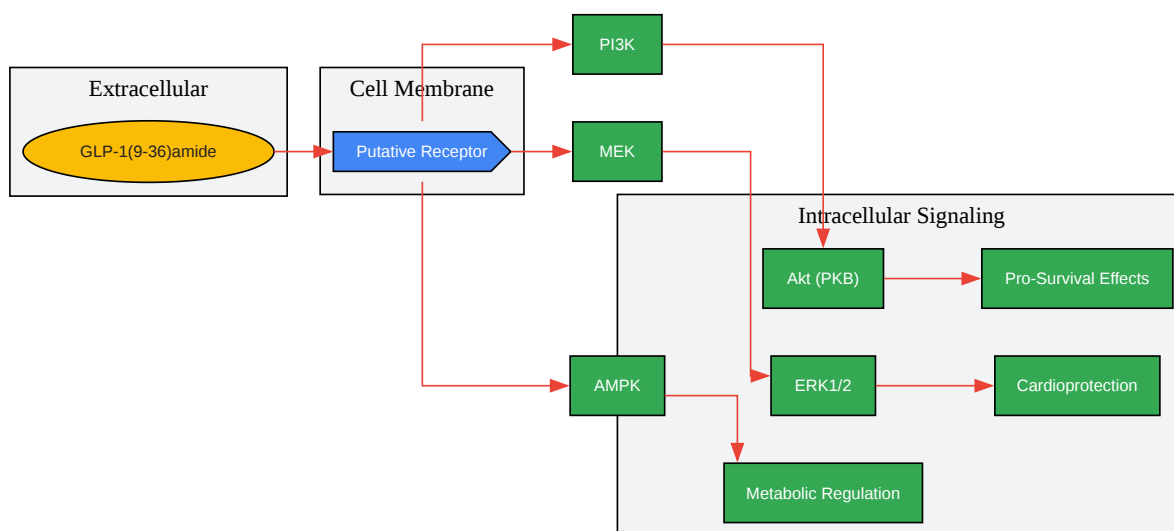 Extracellular
GLP-1(9-36)amide
Cell Membrane
Putative Receptor
PI3K
MEK
Intracellular Signaling
Akt (PKB)
Pro-Survival Effects
AMPK
ERK1/2
Cardioprotection
Metabolic Regulation